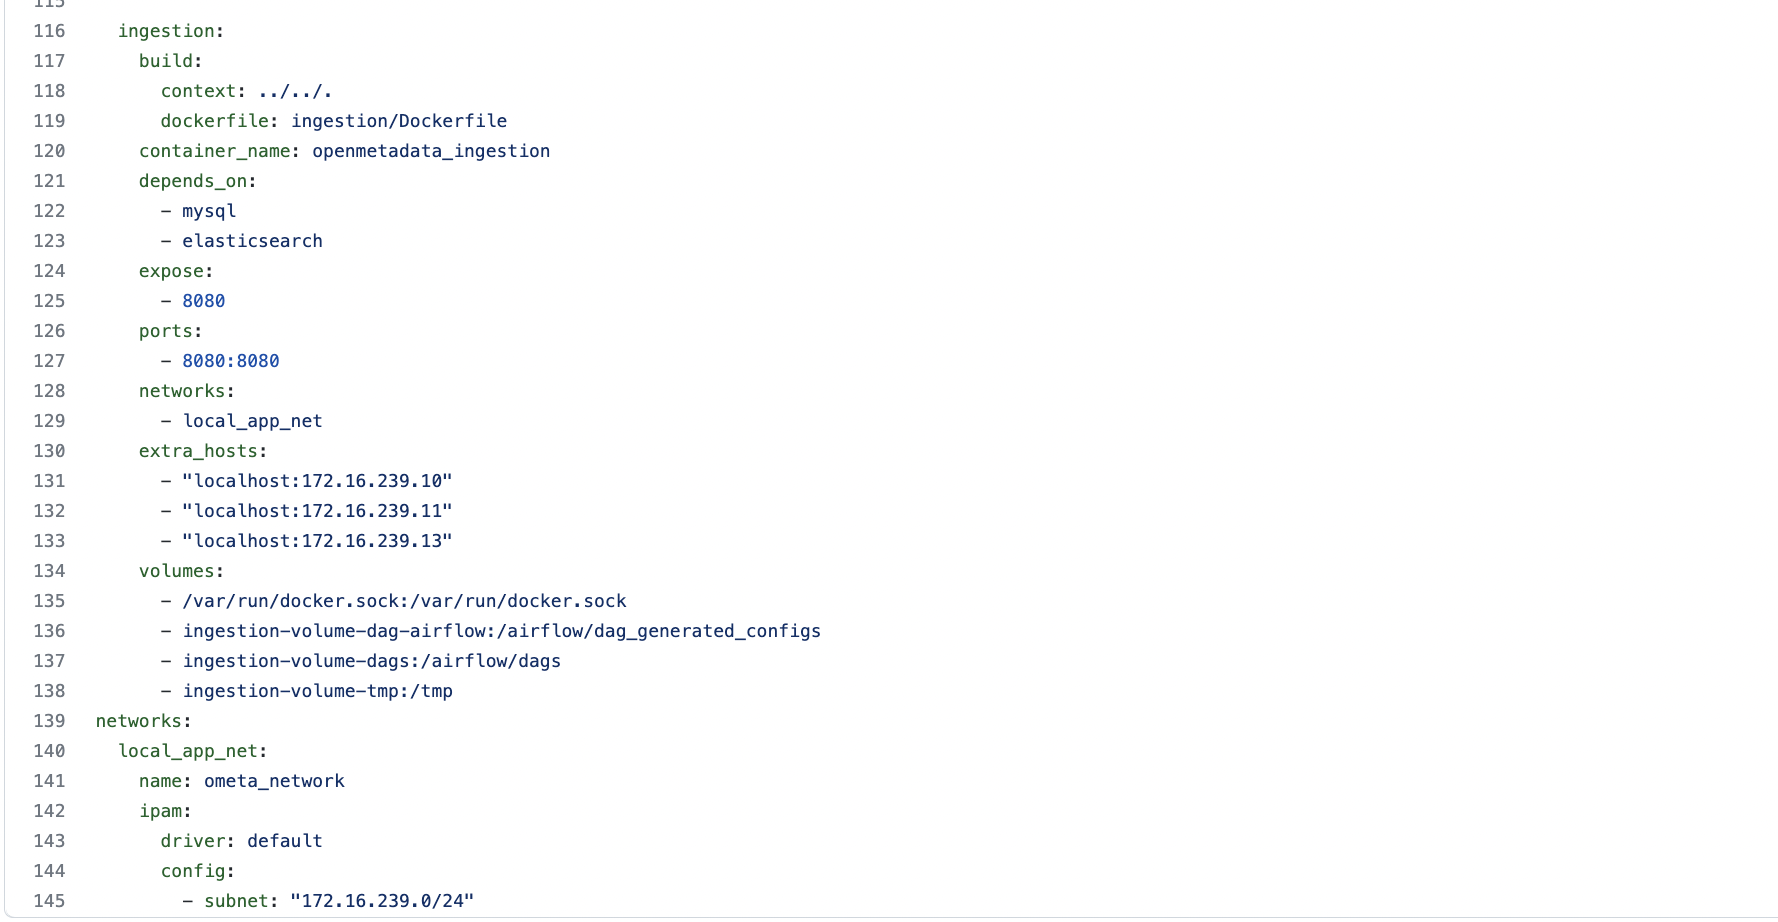 115
116 ingestion:
117 build:
118 context: ../../.
119 dockerfile: ingestion/Dockerfile
120 container_name: openmetadata_ingestion
121 depends_on:
122 - mysql
123 - elasticsearch
124 expose:
125 - 8080
126 ports:
127 - 8080:8080
128 networks:
129 - local_app_net
130 extra_hosts:
131 - "localhost:172.16.239.10"
132 - "localhost:172.16.239.11"
133 - "localhost:172.16.239.13"
134 volumes:
135 - /var/run/docker.sock:/var/run/docker.sock
136 - ingestion-volume-dag-airflow:/airflow/dag_generated_configs
137 - ingestion-volume-dags:/airflow/dags
138 - ingestion-volume-tmp:/tmp
139 networks:
140 local_app_net:
141 name: ometa_network
142 ipam:
143 driver: default
144 config:
145 - subnet: "172.16.239.0/24"